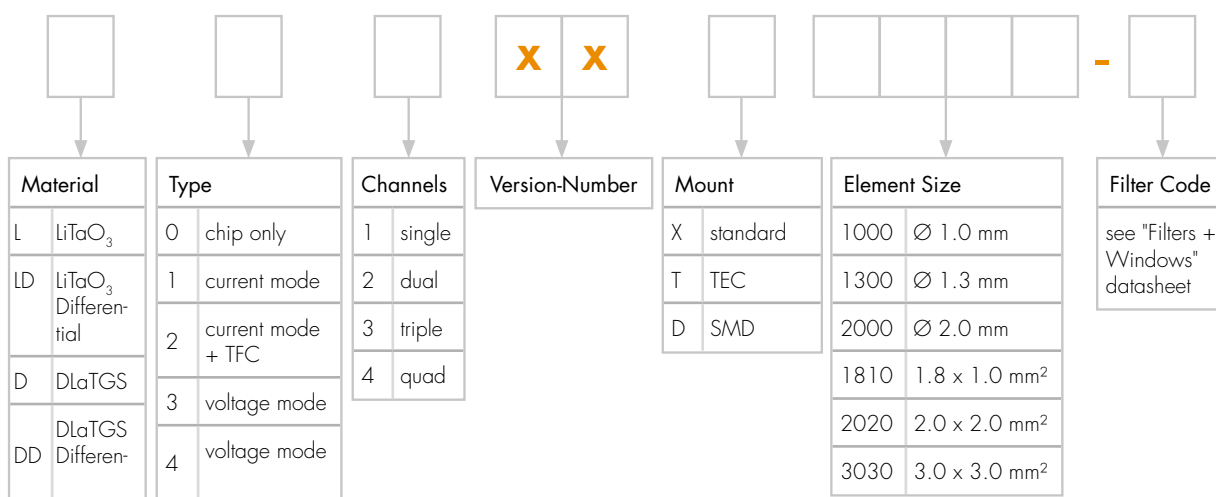 x x -
Material
L LiTaO3
LD LiTaO3
Differen-
tial
D DLaTGS
DD DLaTGS
Differen-
Type
0 chip only
1 current mode
2 current mode
+ TFC
3 voltage mode
4 voltage mode
Channels
1 single
2 dual
3 triple
4 quad
Version-Number
Mount
X standard
T TEC
D SMD
Element Size
1000 Ø 1.0 mm
1300 Ø 1.3 mm
2000 Ø 2.0 mm
1810 1.8 x 1.0 mm²
2020 2.0 x 2.0 mm²
3030 3.0 x 3.0 mm²
Filter Code
see "Filters +
Windows"
datasheet